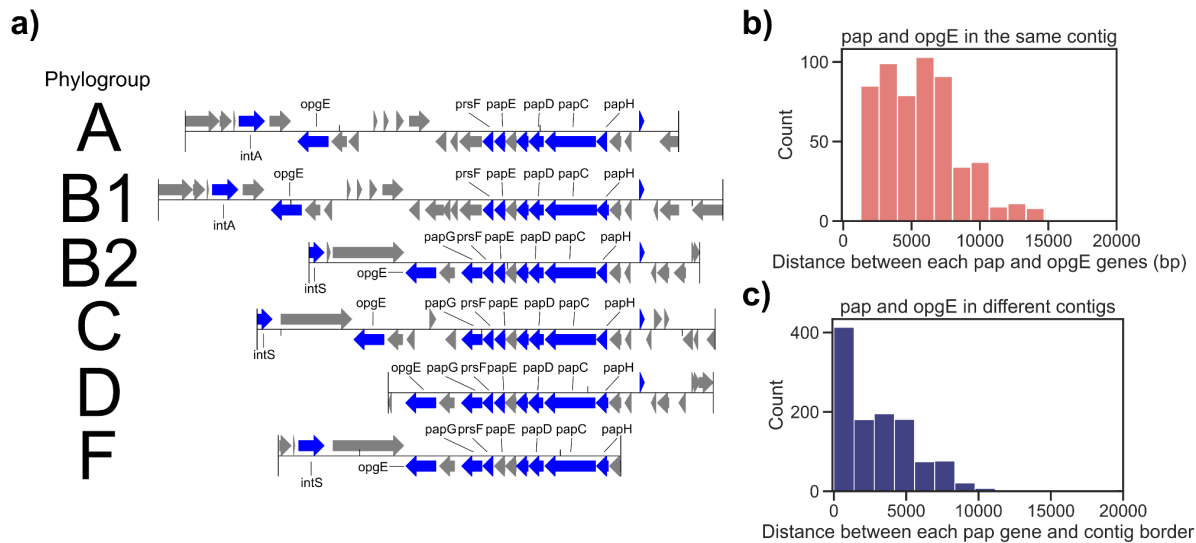 a)
Phylogroup
A
opgE
prsF papE papD papC papH
intA
B1
opgE
prsF papE papD papC papH
intA
B2
papG prsF papE papD papC papH
opgE
intS
C
opgE
papG prsF papE papD papC papH
intS
D
opgE papG prsF papE papD papC papH
F
papG prsF papE papD papC papH
opgE
intS
b)
pap and opgE in the same contig
Count
100
50
0
0 5000 10000 15000 20000
Distance between each pap and opgE genes (bp)
c)
pap and opgE in different contigs
Count
400
200
0
0 5000 10000 15000 20000
Distance between each pap gene and contig border